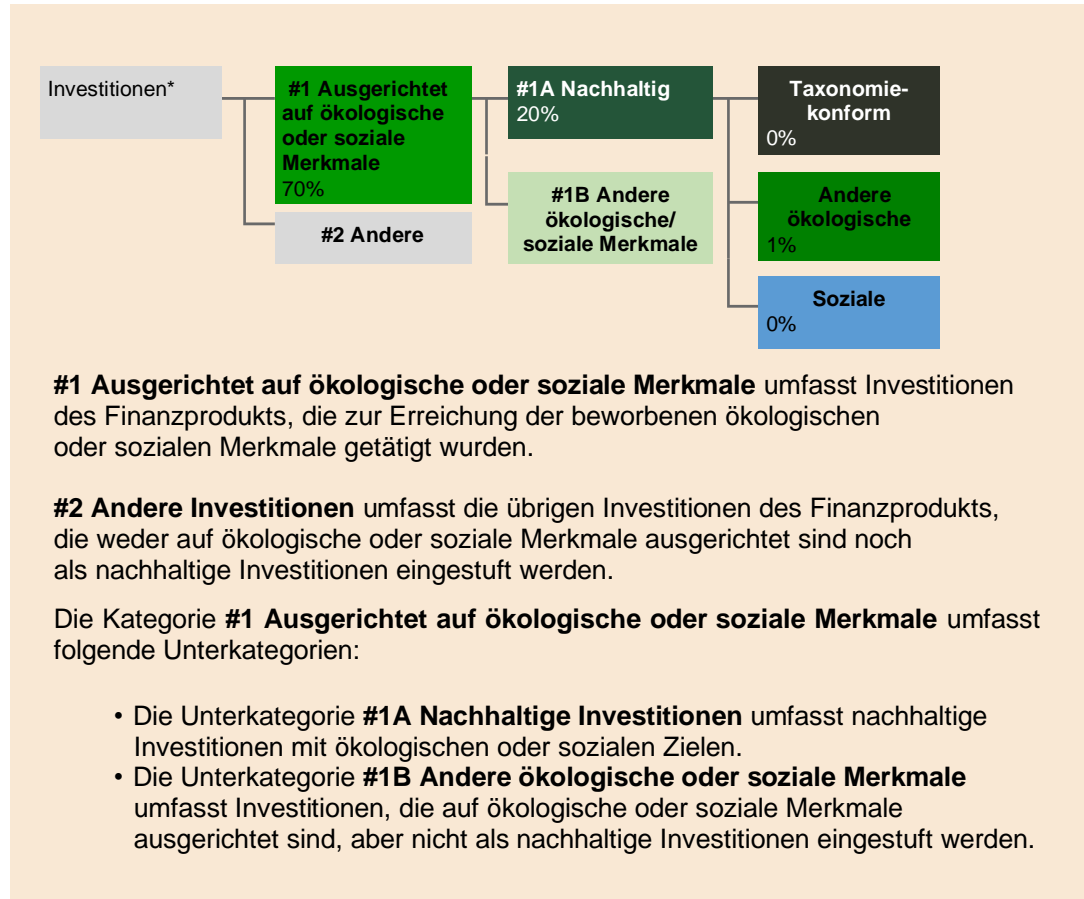 Investitionen*
#1 Ausgerichtet
auf ökologische
oder soziale
Merkmale
70%
#2 Andere
#1A Nachhaltig
20%
#1B Andere
ökologische/
soziale Merkmale
Taxonomie-
konform
0%
Andere
ökologische
1%
Soziale
0%
#1 Ausgerichtet auf ökologische oder soziale Merkmale umfasst Investitionen
des Finanzprodukts, die zur Erreichung der beworbenen ökologischen
oder sozialen Merkmale getätigt wurden.
#2 Andere Investitionen umfasst die übrigen Investitionen des Finanzprodukts,
die weder auf ökologische oder soziale Merkmale ausgerichtet sind noch
als nachhaltige Investitionen eingestuft werden.
Die Kategorie #1 Ausgerichtet auf ökologische oder soziale Merkmale umfasst
folgende Unterkategorien:
• Die Unterkategorie #1A Nachhaltige Investitionen umfasst nachhaltige
Investitionen mit ökologischen oder sozialen Zielen.
• Die Unterkategorie #1B Andere ökologische oder soziale Merkmale
umfasst Investitionen, die auf ökologische oder soziale Merkmale
ausgerichtet sind, aber nicht als nachhaltige Investitionen eingestuft werden.